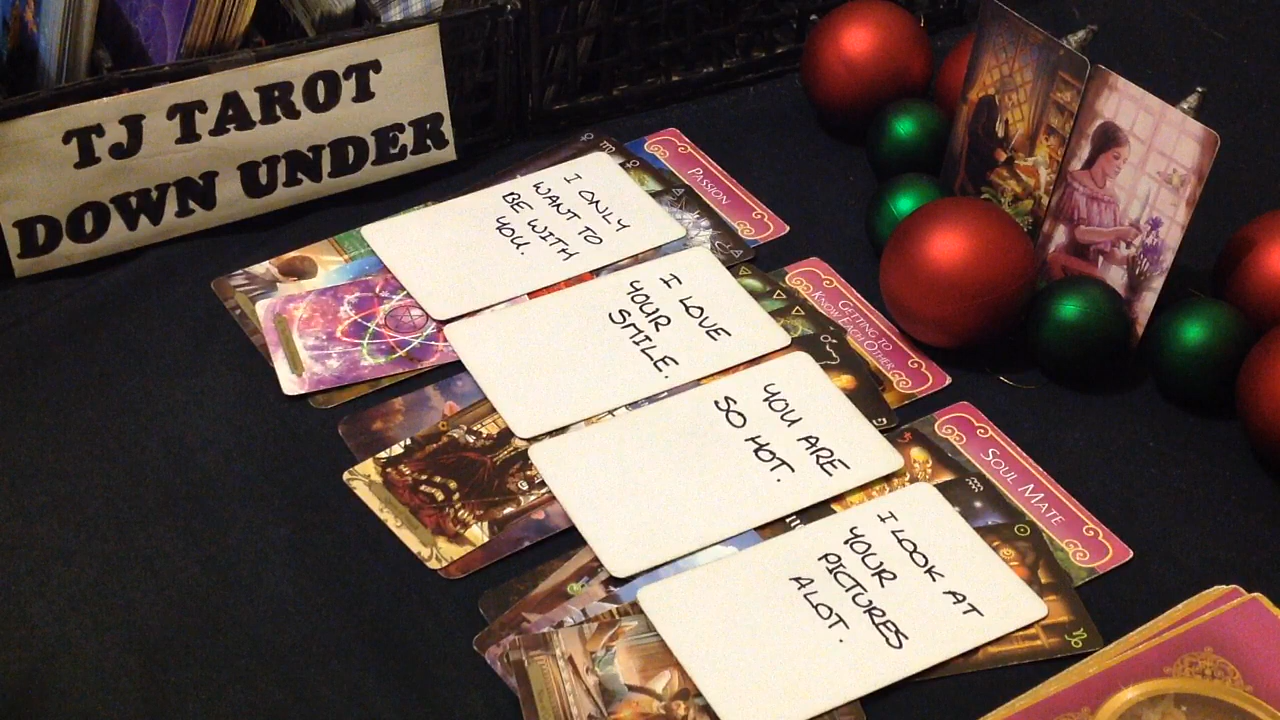 TJ TAROT
DOWN UNDER
PASSION
I ONLY
WANT TO
BE WITH
YOU.
GETTING TO
KNOW EACH OTHER
I LOVE
YOUR
SMILE.
YOU ARE
SO HOT.
SOUL MATE
I LOOK AT
YOUR
PICTURES
ALOT.